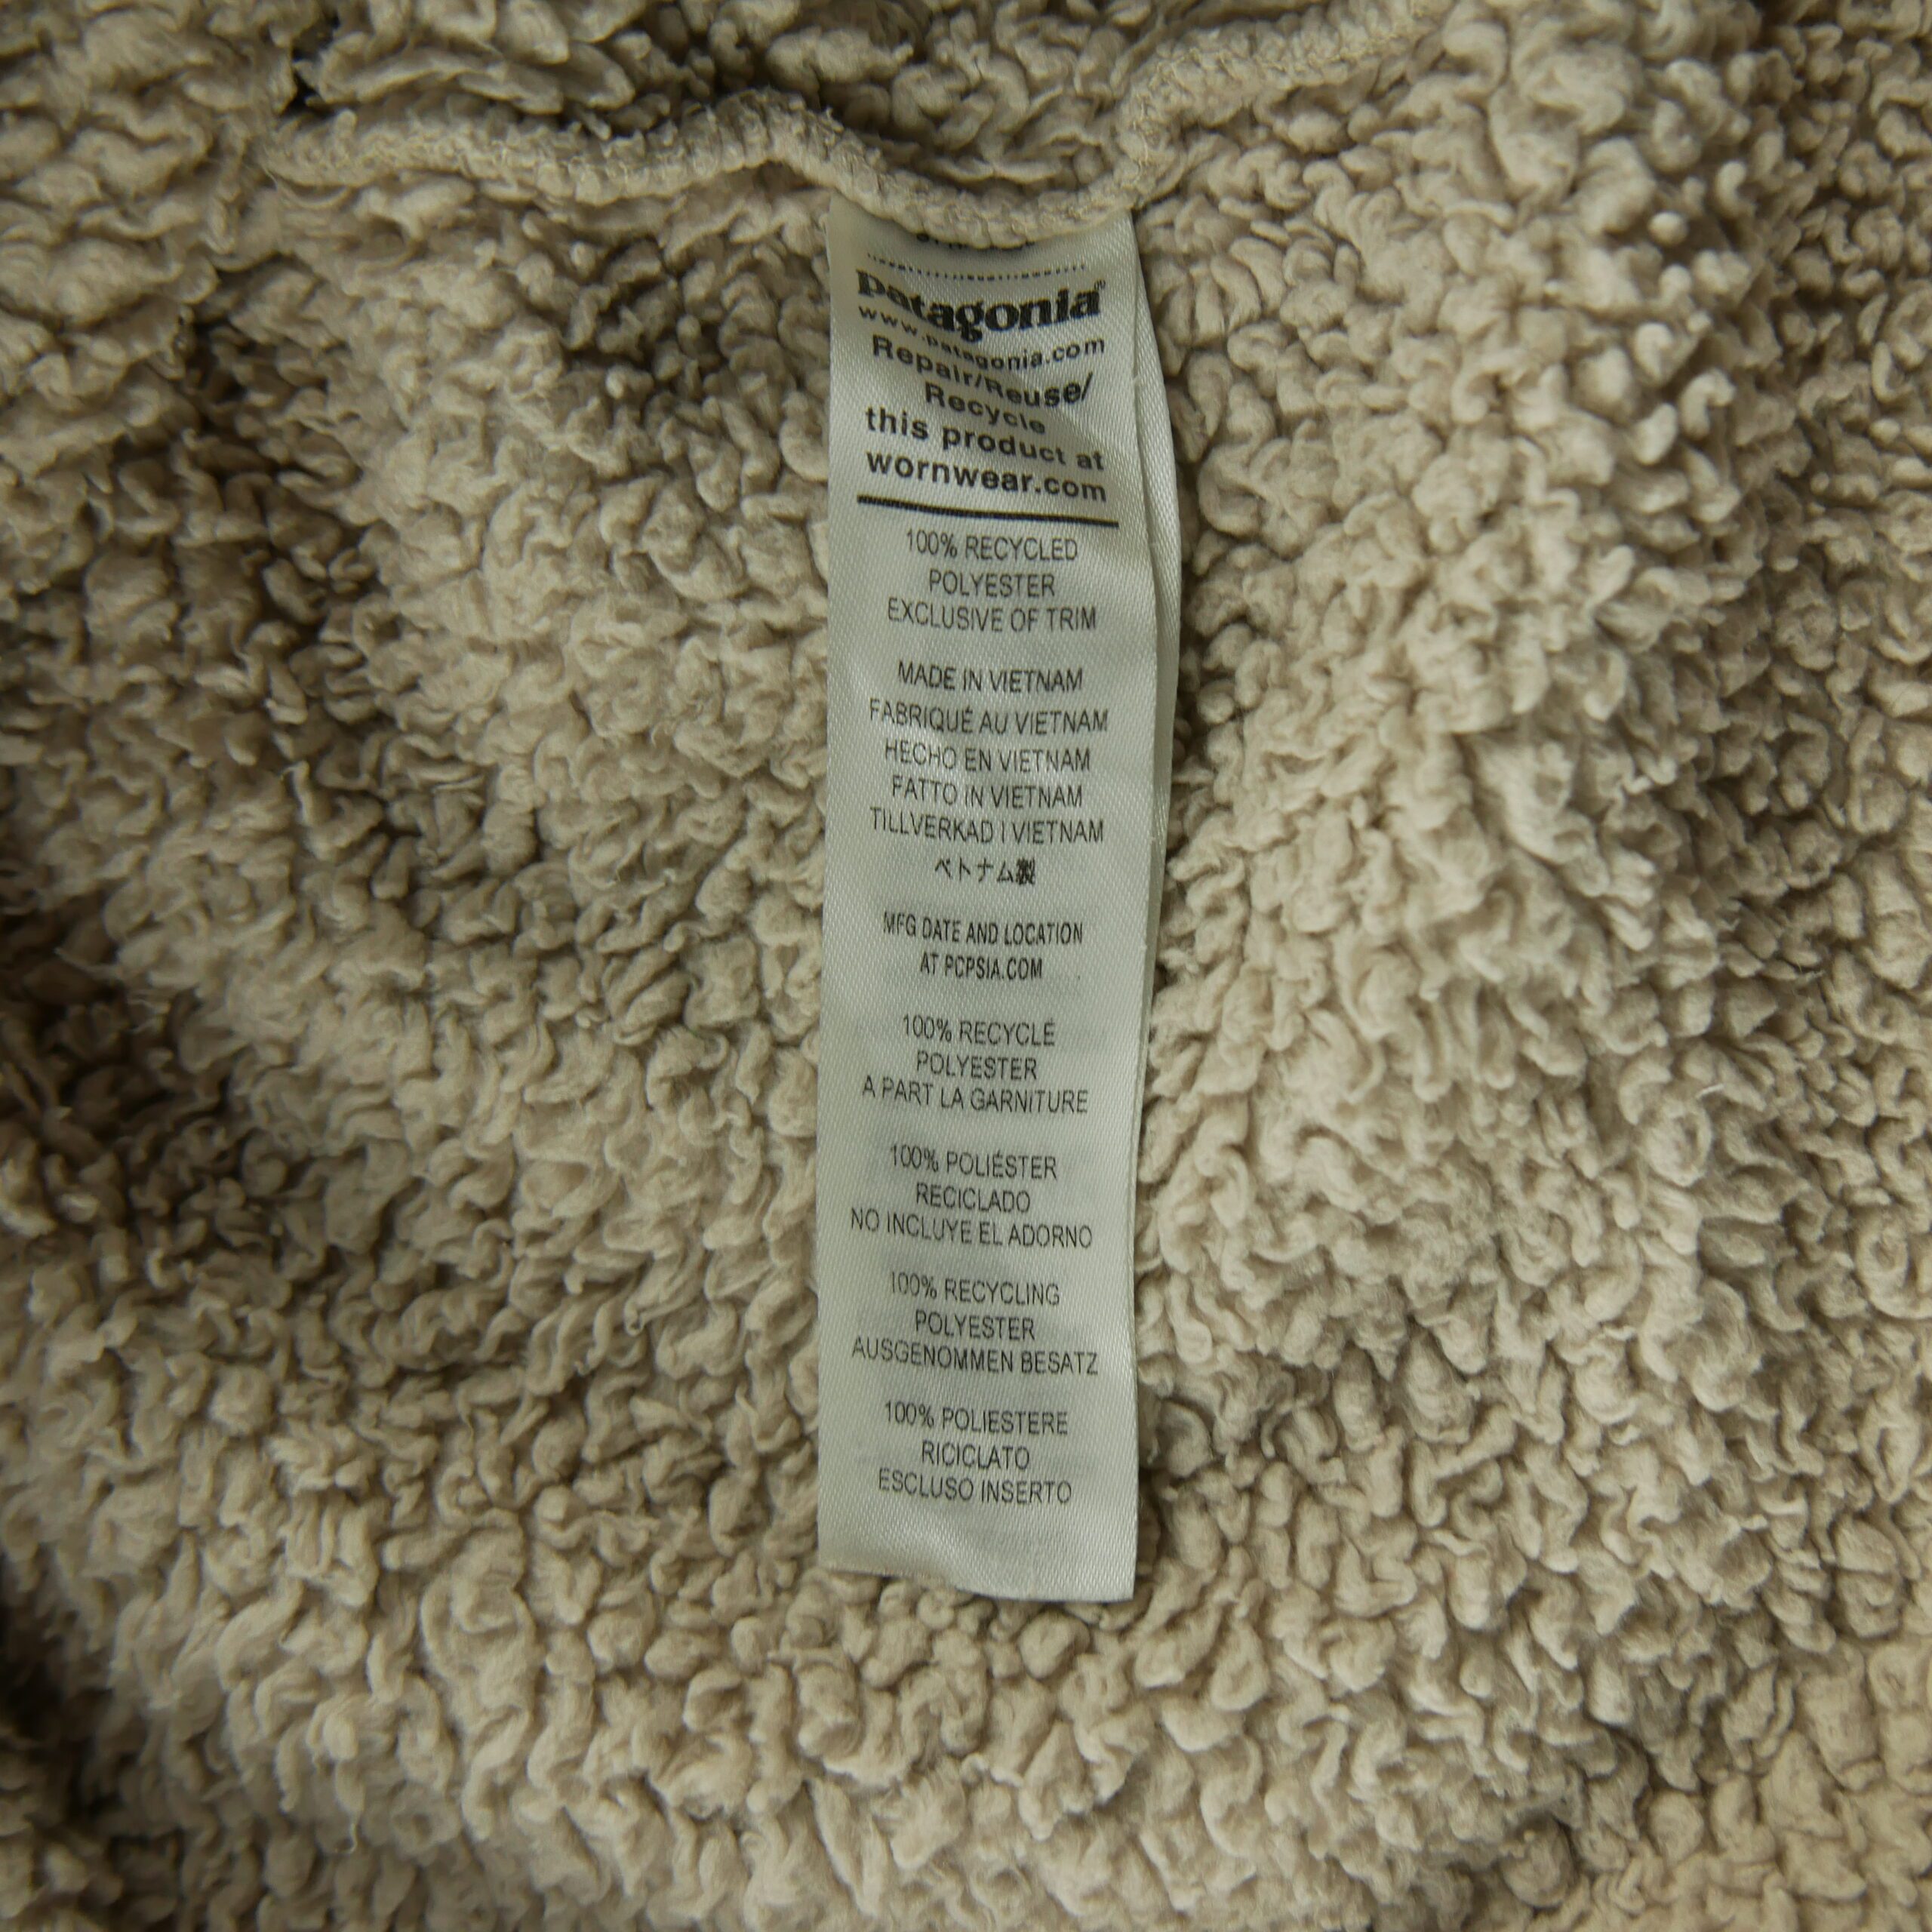 patagonia®
www.patagonia.com
Repair/Reuse/
Recycle
this product at
wornwear.com
100% RECYCLED
POLYESTER
EXCLUSIVE OF TRIM
MADE IN VIETNAM
FABRIQUÉ AU VIETNAM
HECHO EN VIETNAM
FATTO IN VIETNAM
TILLVERKAD I VIETNAM
ベトナム製
MFG DATE AND LOCATION
AT PCPSIA.COM
100% RECYCLÉ
POLYESTER
A PART LA GARNITURE
100% POLIÉSTER
RECICLADO
NO INCLUYE EL ADORNO
100% RECYCLING
POLYESTER
AUSGENOMMEN BESATZ
100% POLIESTERE
RICICLATO
ESCLUSO INSERTO